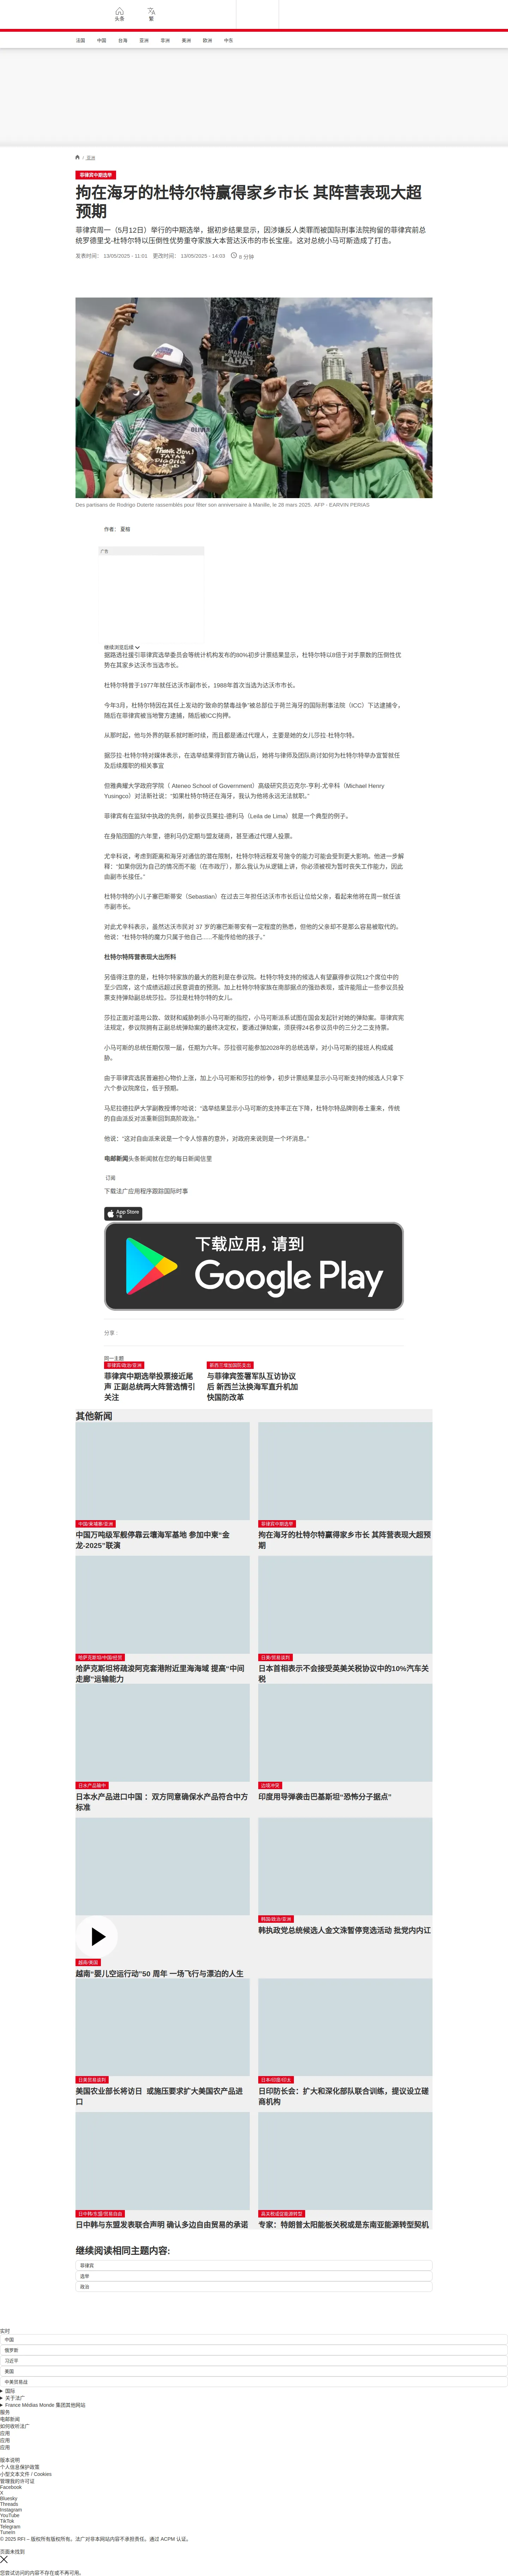 头条
繁
法国
中国
台海
亚洲
非洲
美洲
欧洲
中东
/ 亚洲
菲律宾中期选举
拘在海牙的杜特尔特赢得家乡市长 其阵营表现大超
预期
菲律宾周一（5月12日）举行的中期选举，据初步结果显示，因涉嫌反人类罪而被国际刑事法院拘留的菲律宾前总
统罗德里戈·杜特尔特以压倒性优势重夺家族大本营达沃市的市长宝座。这对总统小马可斯造成了打击。
发表时间： 13/05/2025 - 11:01 更改时间： 13/05/2025 - 14:03 8 分钟
Des partisans de Rodrigo Duterte rassemblés pour fêter son anniversaire à Manille, le 28 mars 2025. AFP - EARVIN PERIAS
作者： 夏榕
广告
继续浏览后续
据路透社援引菲律宾选举委员会等统计机构发布的80%初步计票结果显示，杜特尔特以8倍于对手票数的压倒性优
势在其家乡达沃市当选市长。
杜特尔特曾于1977年就任达沃市副市长，1988年首次当选为达沃市市长。
今年3月，杜特尔特因在其任上发动的“致命的禁毒战争”被总部位于荷兰海牙的国际刑事法院（ICC）下达逮捕令，
随后在菲律宾被当地警方逮捕，随后被ICC拘押。
从那时起，他与外界的联系就时断时续，而且都是通过代理人，主要是她的女儿莎拉·杜特尔特。
据莎拉·杜特尔特对媒体表示，在选举结果得到官方确认后，她将与律师及团队商讨如何为杜特尔特举办宣誓就任
及后续履职的相关事宜
但雅典耀大学政府学院（ Ateneo School of Government）高级研究员迈克尔-亨利-尤辛科（Michael Henry
Yusingco）对法新社说：“如果杜特尔特还在海牙，我认为他将永远无法就职。”
菲律宾有在监狱中执政的先例，前参议员莱拉-德利马（Leila de Lima）就是一个典型的例子。
在身陷囹圄的六年里，德利马仍定期与盟友磋商，甚至通过代理人投票。
尤辛科说，考虑到距离和海牙对通信的潜在限制，杜特尔特远程发号施令的能力可能会受到更大影响。他进一步解
释：“如果你因为自己的情况而不能（在市政厅），那么我认为从逻辑上讲，你必须被视为暂时丧失工作能力，因此
由副市长接任。”
杜特尔特的小儿子塞巴斯蒂安（Sebastian）在过去三年担任达沃市市长后让位给父亲，看起来他将在周一就任该
市副市长。
对此尤辛科表示，虽然达沃市民对 37 岁的塞巴斯蒂安有一定程度的熟悉，但他的父亲却不是那么容易被取代的。
他说：“杜特尔特的魔力只属于他自己……不能传给他的孩子。”
杜特尔特阵营表现大出所料
另值得注意的是，杜特尔特家族的最大的胜利是在参议院。杜特尔特支持的候选人有望赢得参议院12个席位中的
至少四席，这个成绩远超过民意调查的预测。加上杜特尔特家族在南部据点的强劲表现，或许能阻止一些参议员投
票支持弹劾副总统莎拉。莎拉是杜特尔特的女儿。
莎拉正面对滥用公款、敛财和威胁刺杀小马可斯的指控，小马可斯派系试图在国会发起针对她的弹劾案。菲律宾宪
法规定，参议院拥有正副总统弹劾案的最终决定权，要通过弹劾案，须获得24名参议员中的三分之二支持票。
小马可斯的总统任期仅限一届，任期为六年。莎拉很可能参加2028年的总统选举，对小马可斯的接班人构成威
胁。
由于菲律宾选民普遍担心物价上涨，加上小马可斯和莎拉的纷争，初步计票结果显示小马可斯支持的候选人只拿下
六个参议院席位，低于预期。
马尼拉德拉萨大学副教授博尔哈说：“选举结果显示小马可斯的支持率正在下降，杜特尔特品牌则卷土重来，传统
的自由派反对派重新回到高阶政治。”
他说：“这对自由派来说是一个令人惊喜的意外，对政府来说则是一个坏消息。”
电邮新闻头条新闻就在您的每日新闻信里
订阅
下载法广应用程序跟踪国际时事
App Store
下载
下载应用，请到
Google Play
分享 :
同一主题
菲律宾/政治/亚洲
菲律宾中期选举投票接近尾
声 正副总统两大阵营选情引
关注
新西兰增加国防支出
与菲律宾签署军队互访协议
后 新西兰汰换海军直升机加
快国防改革
其他新闻
中国/柬埔寨/亚洲
中国万吨级军舰停靠云壤海军基地 参加中柬“金
龙-2025”联演
菲律宾中期选举
拘在海牙的杜特尔特赢得家乡市长 其阵营表现大超预
期
哈萨克斯坦/中国/经贸
哈萨克斯坦将疏浚阿克套港附近里海海域 提高“中间
走廊”运输能力
日美/贸易谈判
日本首相表示不会接受英美关税协议中的10%汽车关
税
日水产品输中
日本水产品进口中国 ：双方同意确保水产品符合中方
标准
边境冲突
印度用导弹袭击巴基斯坦“恐怖分子据点”
越南/美国
越南“婴儿空运行动”50 周年 一场飞行与漂泊的人生
韩国/政治/亚洲
韩执政党总统候选人金文洙暂停竞选活动 批党内内讧
日美贸易谈判
美国农业部长将访日 或施压要求扩大美国农产品进
口
日本/印度/印太
日印防长会：扩大和深化部队联合训练，提议设立磋
商机构
日中韩/东盟/贸易自由
日中韩与东盟发表联合声明 确认多边自由贸易的承诺
高关税/适逢能源转型
专家：特朗普太阳能板关税或是东南亚能源转型契机
继续阅读相同主题内容:
菲律宾
选举
政治
实时
中国
俄罗斯
习近平
美国
中美贸易战
国际
关于法广
France Médias Monde 集团其他网站
服务
电邮新闻
如何收听法广
应用
应用
应用
版本说明
个人信息保护政策
小型文本文件 / Cookies
管理我的许可证
Facebook
X
Bluesky
Threads
Instagram
YouTube
TikTok
Telegram
TuneIn
© 2025 RFI – 版权所有版权所有。法广对非本网站内容不承担责任。通过 ACPM 认证。
页面未找到
您尝试访问的内容不存在或不再可用。